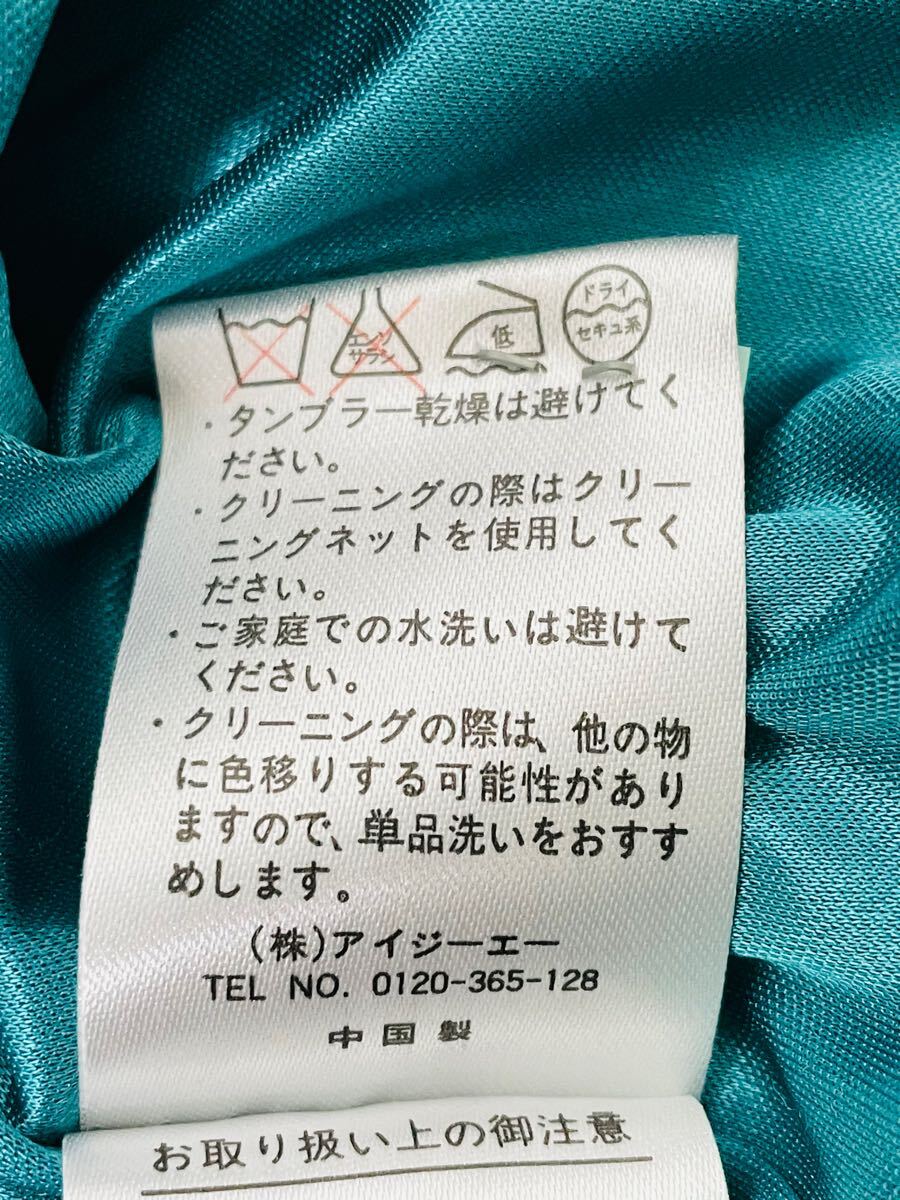 エンソ
サラシ
低
ドライ
セキユ系
・タンブラー乾燥は避けてく
ださい。
・クリーニングの際はクリー
ニングネットを使用してく
ださい。
・ご家庭での水洗いは避けて
ください。
・クリーニングの際は、他の物
に色移りする可能性があり
ますので、単品洗いをおすす
めします。
(株)アイジーエー
TEL NO. 0120-365-128
中国製
お取り扱い上の御注意